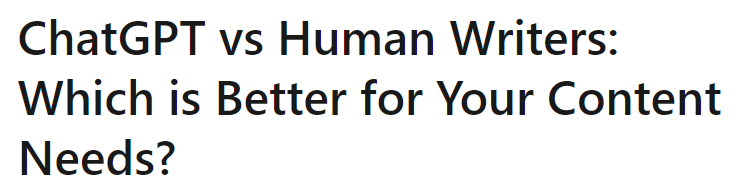 ChatGPT vs Human Writers:
Which is Better for Your Content
Needs?